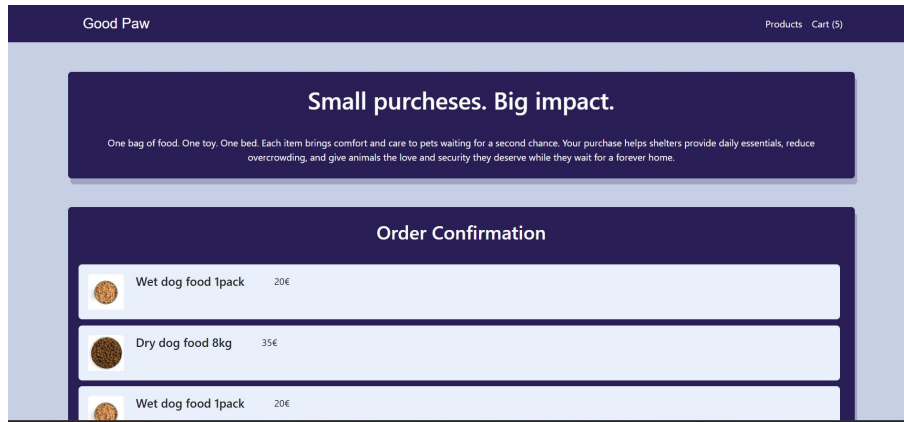 Good Paw
Products Cart (5)
Small purcheses. Big impact.
One bag of food. One toy. One bed. Each item brings comfort and care to pets waiting for a second chance. Your purchase helps shelters provide daily essentials, reduce
overcrowding, and give animals the love and security they deserve while they wait for a forever home.
Order Confirmation
Wet dog food 1pack 20€
Dry dog food 8kg 35€
Wet dog food 1pack 20€